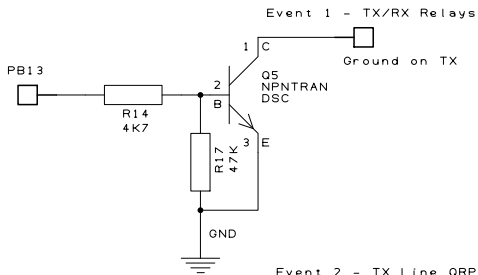 Event 1 - TX/RX Relays
1 C
Ground on TX
PB13
Q5
NPNTRAN
DSC
2
B
R14
4K7
3 E
R17
47K
GND
Event 2 - TX Line QRP